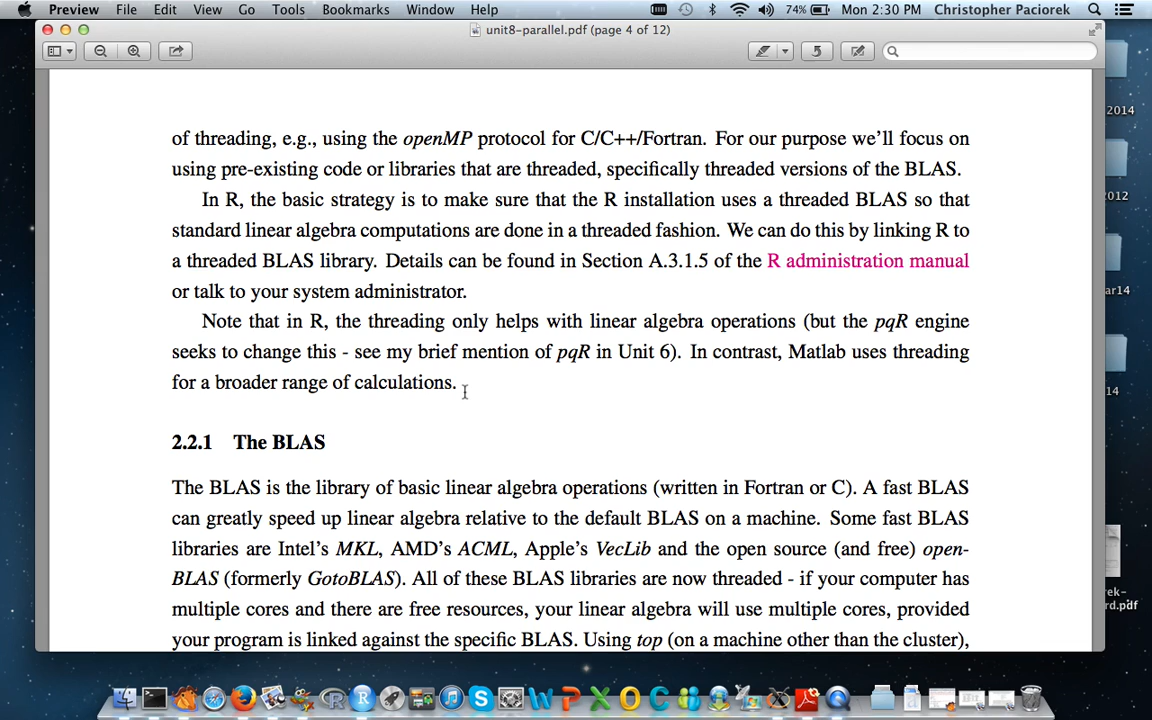 Preview File Edit View Go Tools Bookmarks Window Help 74% Mon 2:30 PM Christopher Paciorek
unit8-parallel.pdf (page 4 of 12)
of threading, e.g., using the openMP protocol for C/C++/Fortran. For our purpose we'll focus on
using pre-existing code or libraries that are threaded, specifically threaded versions of the BLAS.
In R, the basic strategy is to make sure that the R installation uses a threaded BLAS so that
standard linear algebra computations are done in a threaded fashion. We can do this by linking R to
a threaded BLAS library. Details can be found in Section A.3.1.5 of the R administration manual
or talk to your system administrator.
Note that in R, the threading only helps with linear algebra operations (but the pqR engine
seeks to change this - see my brief mention of pqR in Unit 6). In contrast, Matlab uses threading
for a broader range of calculations.
2.2.1 The BLAS
The BLAS is the library of basic linear algebra operations (written in Fortran or C). A fast BLAS
can greatly speed up linear algebra relative to the default BLAS on a machine. Some fast BLAS
libraries are Intel's MKL, AMD's ACML, Apple's VecLib and the open source (and free) open-
BLAS (formerly GotoBLAS). All of these BLAS libraries are now threaded - if your computer has
multiple cores and there are free resources, your linear algebra will use multiple cores, provided
your program is linked against the specific BLAS. Using top (on a machine other than the cluster),
2014
2012
ar14
14
rek-
rd.pdf